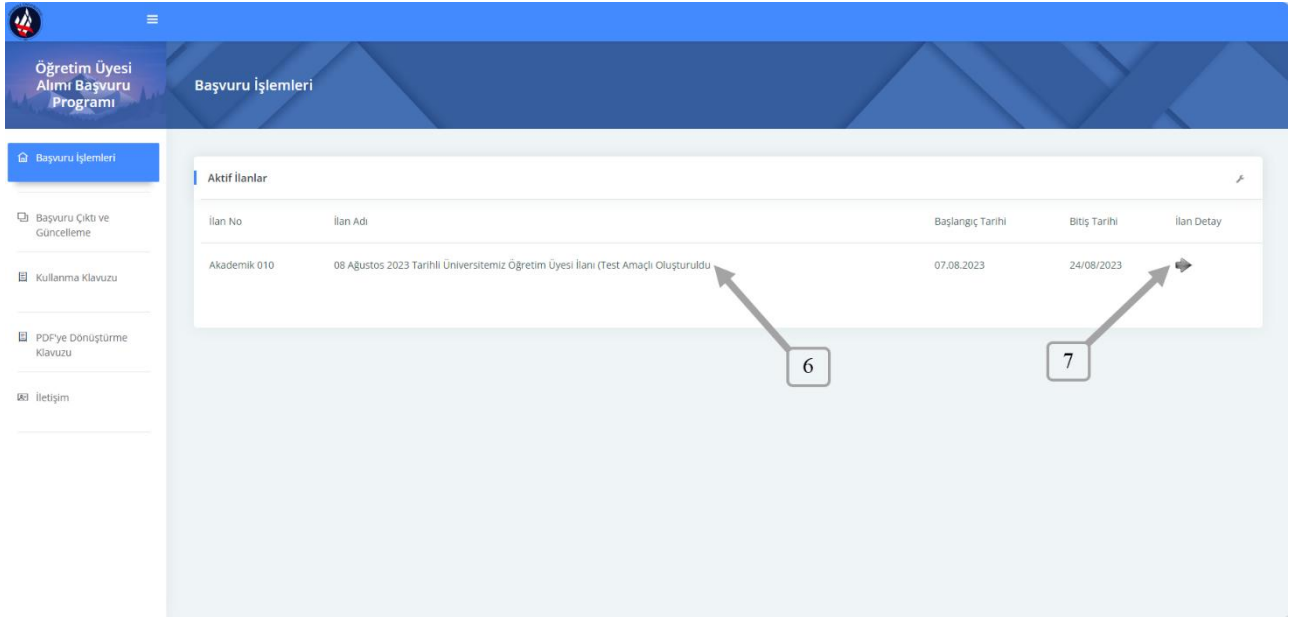 Öğretim Üyesi
Alımı Başvuru
Programı
Başvuru İşlemleri
Başvuru İşlemleri
Başvuru Çıktı ve
Güncelleme
Kullanma Klavuzu
PDF'ye Dönüştürme
Klavuzu
İletişim
Aktif İlanlar
İlan No İlan Adı Başlangıç Tarihi Bitiş Tarihi İlan Detay
Akademik 010 08 Ağustos 2023 Tarihli Üniversitemiz Öğretim Üyesi İlanı (Test Amaçlı Oluşturuldu 07.08.2023 24/08/2023
6 7